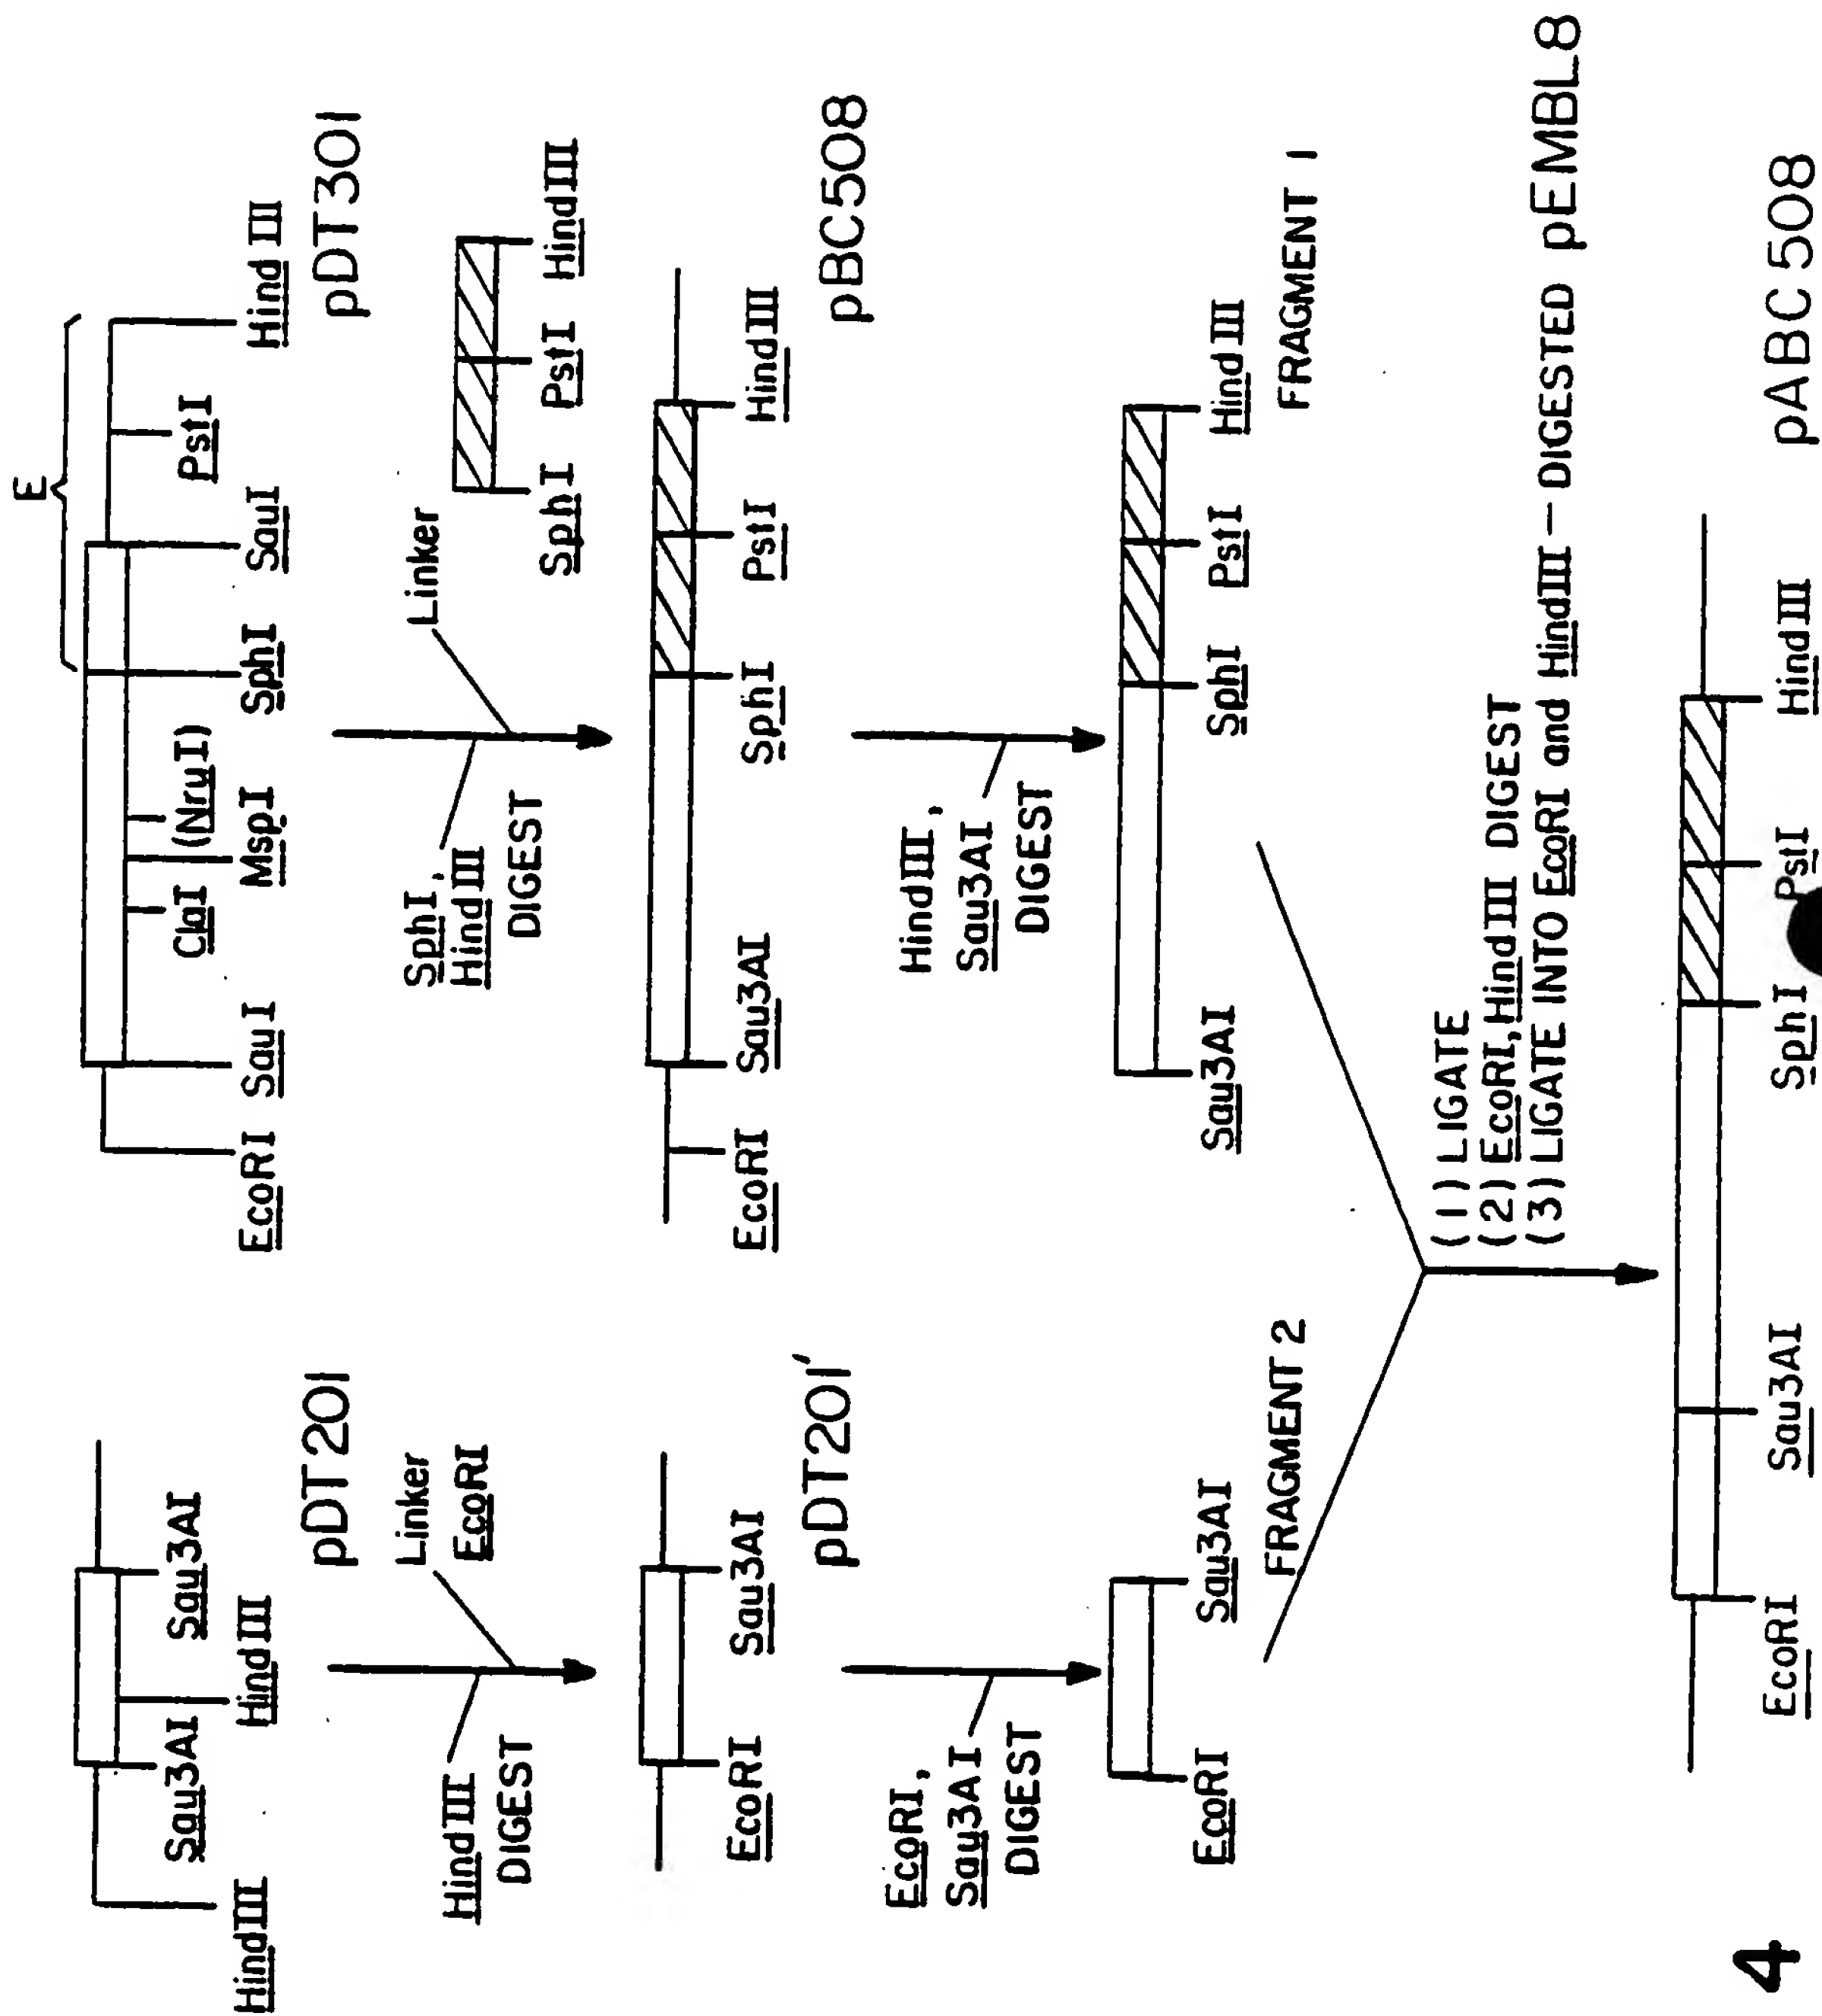 E
HindIII Sau3AI HindIII Sau3AI
pDT201
EcoRI SauI ClaI MspI (NruI) SphI SauI PstI HindIII
pDT301
HindIII
DIGEST
Linker
EcoRI
SphI,
HindIII
DIGEST
Linker
SphI PstI HindIII
EcoRI Sau3AI
pDT201'
EcoRI Sau3AI SphI PstI HindIII
pBC508
EcoRI,
Sau3AI
DIGEST
HindIII,
Sau3AI
DIGEST
EcoRI Sau3AI
FRAGMENT 2
Sau3AI SphI PstI HindIII
FRAGMENT 1
(1) LIGATE
(2) EcoRI, HindIII DIGEST
(3) LIGATE INTO EcoRI and HindIII-DIGESTED pEMBL8
EcoRI Sau3AI SphI PstI HindIII
pABC508
4